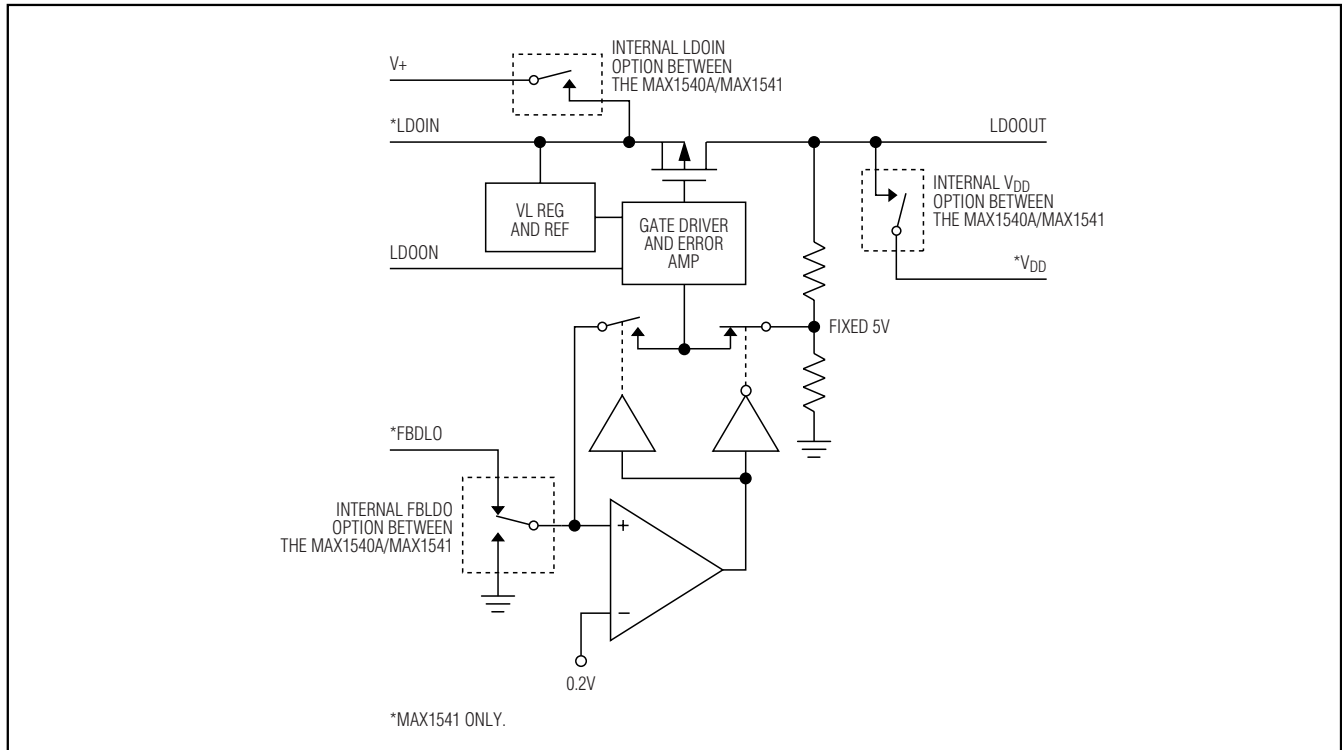 V+
INTERNAL LDOIN
OPTION BETWEEN
THE MAX1540A/MAX1541
*LDOIN
LDOOUT
VL REG
AND REF
GATE DRIVER
AND ERROR
AMP
INTERNAL VDD
OPTION BETWEEN
THE MAX1540A/MAX1541
LDOON
*VDD
FIXED 5V
*FBDLO
INTERNAL FBLDO
OPTION BETWEEN
THE MAX1540A/MAX1541
+
−
0.2V
*MAX1541 ONLY.